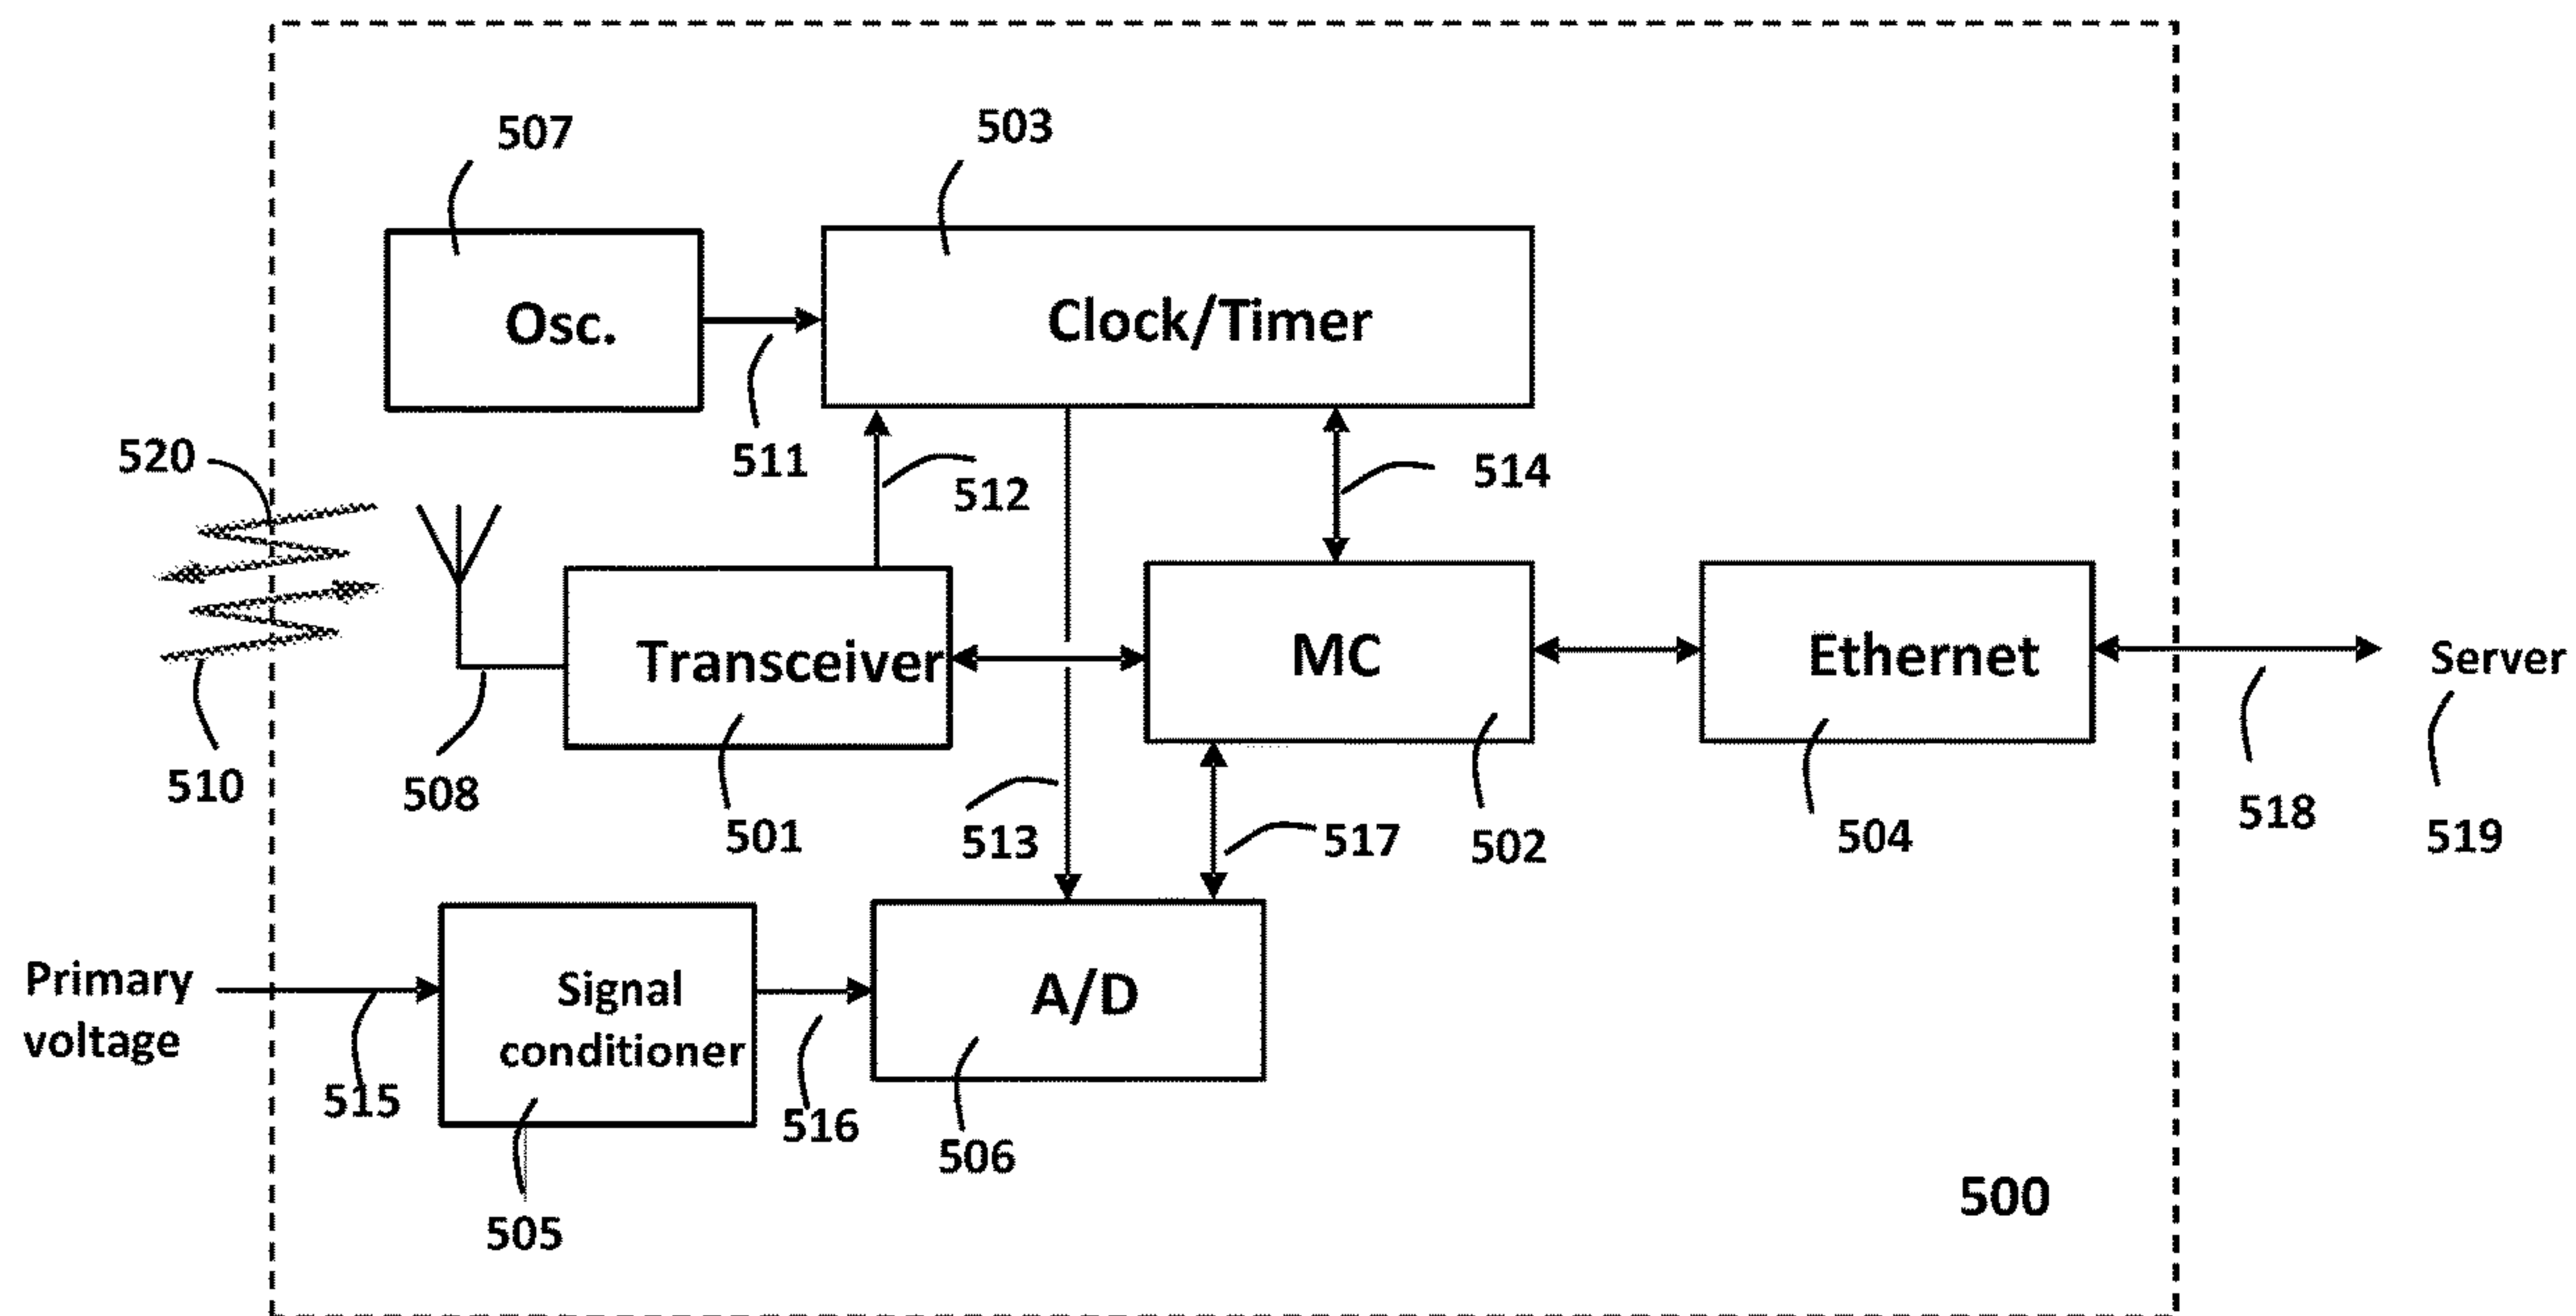 507
503
Osc.
Clock/Timer
520
511
512
514
Transceiver
MC
Ethernet
Server
510
508
501
513
517
502
504
518
519
Primary
voltage
Signal
conditioner
A/D
515
516
506
505
500